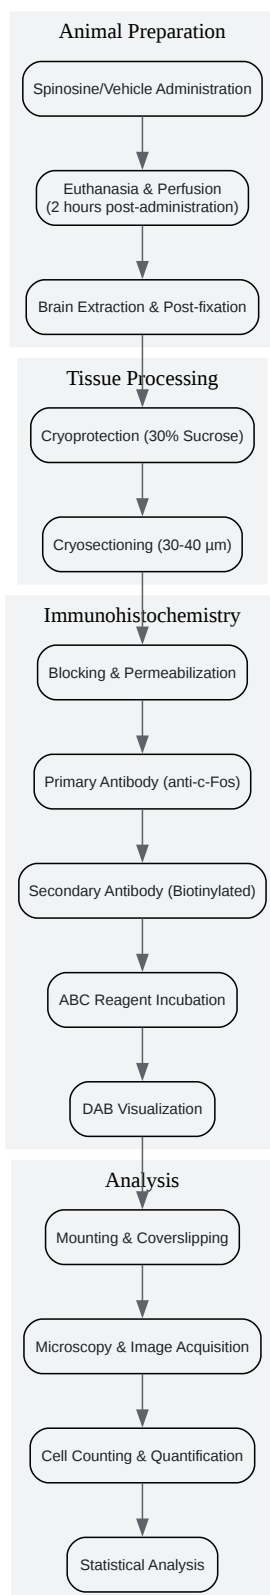 Animal Preparation
Spinosine/Vehicle Administration
Euthanasia & Perfusion
(2 hours post-administration)
Brain Extraction & Post-fixation
Tissue Processing
Cryoprotection (30% Sucrose)
Cryosectioning (30-40 µm)
Immunohistochemistry
Blocking & Permeabilization
Primary Antibody (anti-c-Fos)
Secondary Antibody (Biotinylated)
ABC Reagent Incubation
DAB Visualization
Analysis
Mounting & Coverslipping
Microscopy & Image Acquisition
Cell Counting & Quantification
Statistical Analysis